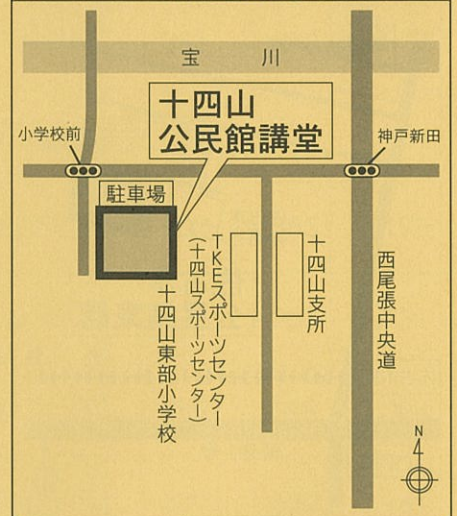 宝川
十四山
公民館講堂
小学校前
神戸新田
駐車場
十四山東部小学校
TKEスポーツセンター
(十四山スポーツセンター)
十四山支所
西尾張中央道
N